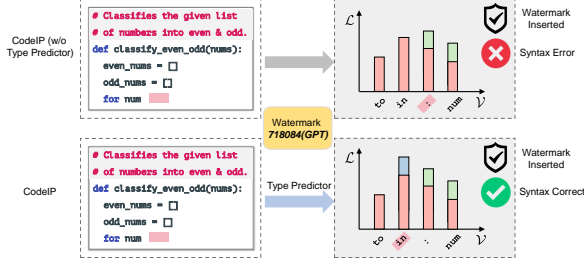 CodeIP (w/o
Type Predictor)
# Classifies the given list
# of numbers into even & odd.
def classify_even_odd(nums):
even_nums = []
odd_nums = []
for num
ℒ
to in : num 𝒱
Watermark
Inserted
Syntax Error
Watermark
718084(GPT)
CodeIP
# Classifies the given list
# of numbers into even & odd.
def classify_even_odd(nums):
even_nums = []
odd_nums = []
for num
Type Predictor
ℒ
to in : num 𝒱
Watermark
Inserted
Syntax Correct